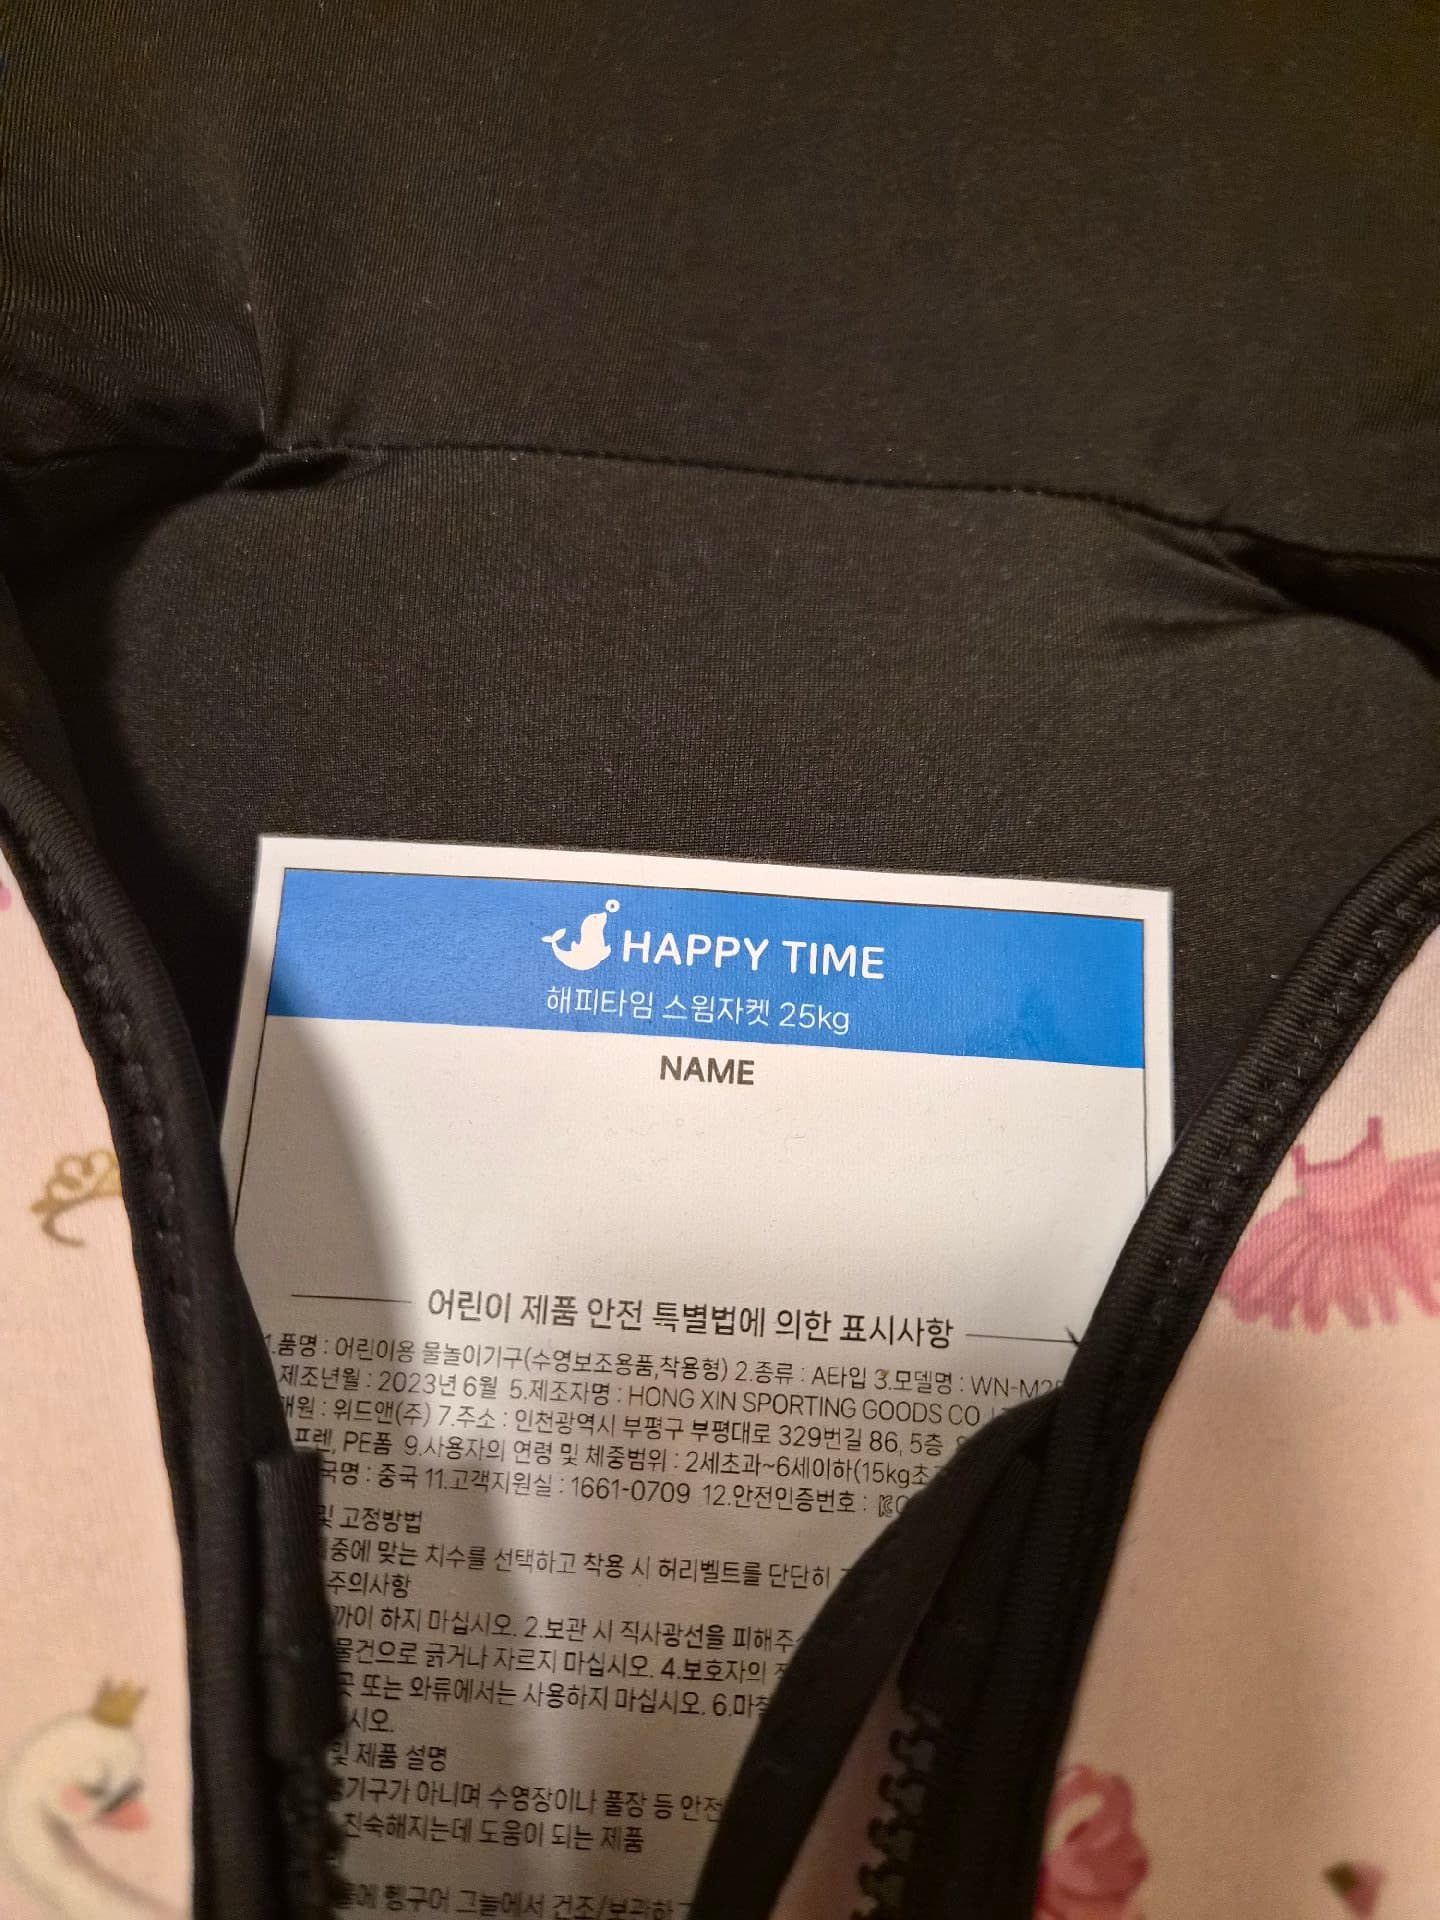 HAPPY TIME
해피타임 스윔자켓 25kg
NAME
어린이 제품 안전 특별법에 의한 표시사항
1.품명 : 어린이용 물놀이기구(수영보조용품,착용형) 2.종류 : A타입 3.모델명 :
제조년월 : 2023년 6월 5.제조자명 : HONG XIN SPORTING GOODS CO
위드앤(주) 7.주소 : 인천광역시 부평구 부평대로 329번길 86, 5층
프렌, PE폼 9.사용자의 연령 및 체중범위 : 2세초과~6세이하(15kg초
국명 : 중국 11.고객지원실 : 1661-0709 12.안전인증번호 :
및 고정방법
중에 맞는 치수를 선택하고 착용 시 허리벨트를 단단히
주의사항
까이 하지 마십시오. 2.보관 시 직사광선을 피해주
물건으로 긁거나 자르지 마십시오. 4.보호자의
곳 또는 와류에서는 사용하지 마십시오. 6.마찰
시오.
및 제품 설명
기구가 아니며 수영장이나 풀장 등 안전
친숙해지는데 도움이 되는 제품
에 헹구어 그늘에서 건조/보관하